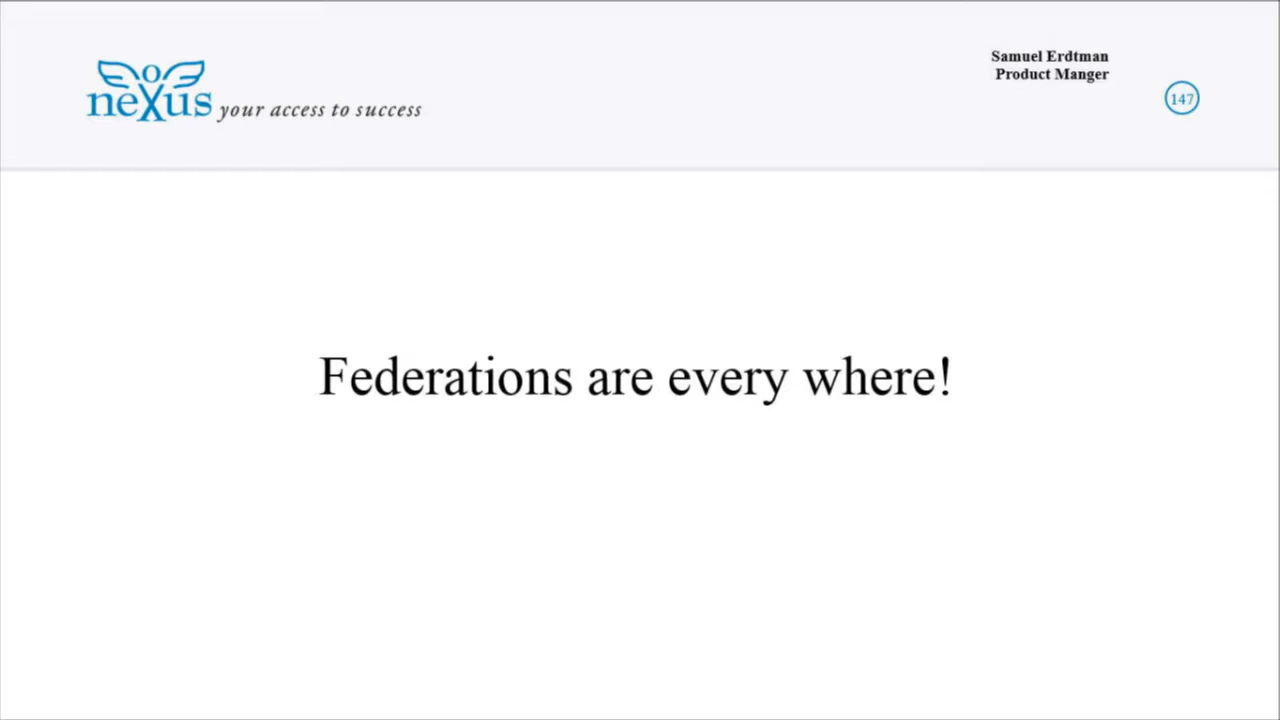 Samuel Erdtman
Product Manger
147
nexus your access to success
Federations are every where!